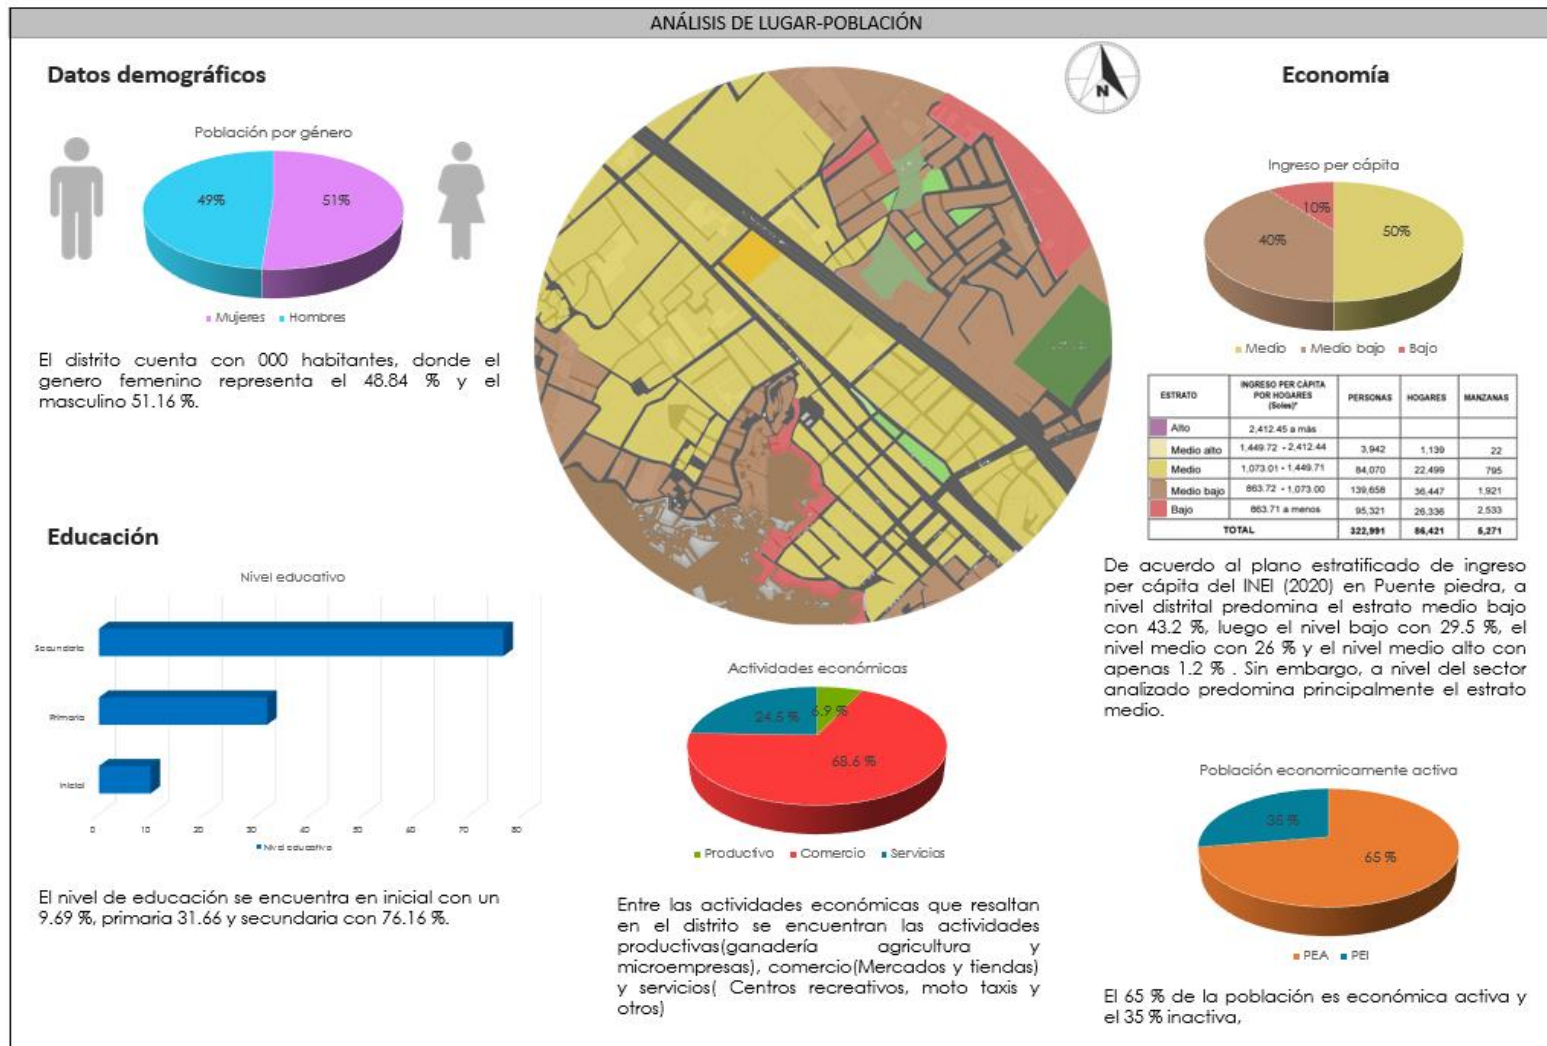 ANÁLISIS DE LUGAR-POBLACIÓN
Datos demográficos
Población por género
49%
51%
Mujeres
Hombres
El distrito cuenta con 000 habitantes, donde el
genero femenino representa el 48.84 % y el
masculino 51.16 %.
Educación
Nivel educativo
Secundaria
Primaria
Inicial
0 10 20 30 40 50 60 70 80
Nivel educativo
El nivel de educación se encuentra en inicial con un
9.69 %, primaria 31.66 y secundaria con 76.16 %.
N
Actividades económicas
24.5 %
6.9 %
68.6 %
Productivo
Comercio
Servicios
Entre las actividades económicas que resaltan
en el distrito se encuentran las actividades
productivas(ganadería agricultura y
microempresas), comercio(Mercados y tiendas)
y servicios( Centros recreativos, moto taxis y
otros)
Economía
Ingreso per cápita
10%
40%
50%
Medio
Medio bajo
Bajo
ESTRATO
INGRESO PER CÁPITA
POR HOGARES
(Soles)*
PERSONAS HOGARES MANZANAS
Alto 2,412.45 a más
Medio alto 1,449.72 - 2,412.44 3,942 1,139 22
Medio 1,073.01 - 1,449.71 84,070 22,499 795
Medio bajo 863.72 - 1,073.00 139,658 36,447 1,921
Bajo 863.71 a menos 95,321 26,336 2,533
TOTAL 322,991 86,421 5,271
De acuerdo al plano estratificado de ingreso
per cápita del INEI (2020) en Puente piedra, a
nivel distrital predomina el estrato medio bajo
con 43.2 %, luego el nivel bajo con 29.5 %, el
nivel medio con 26 % y el nivel medio alto con
apenas 1.2 % . Sin embargo, a nivel del sector
analizado predomina principalmente el estrato
medio.
Población economicamente activa
35 %
65 %
PEA
PEI
El 65 % de la población es económica activa y
el 35 % inactiva,